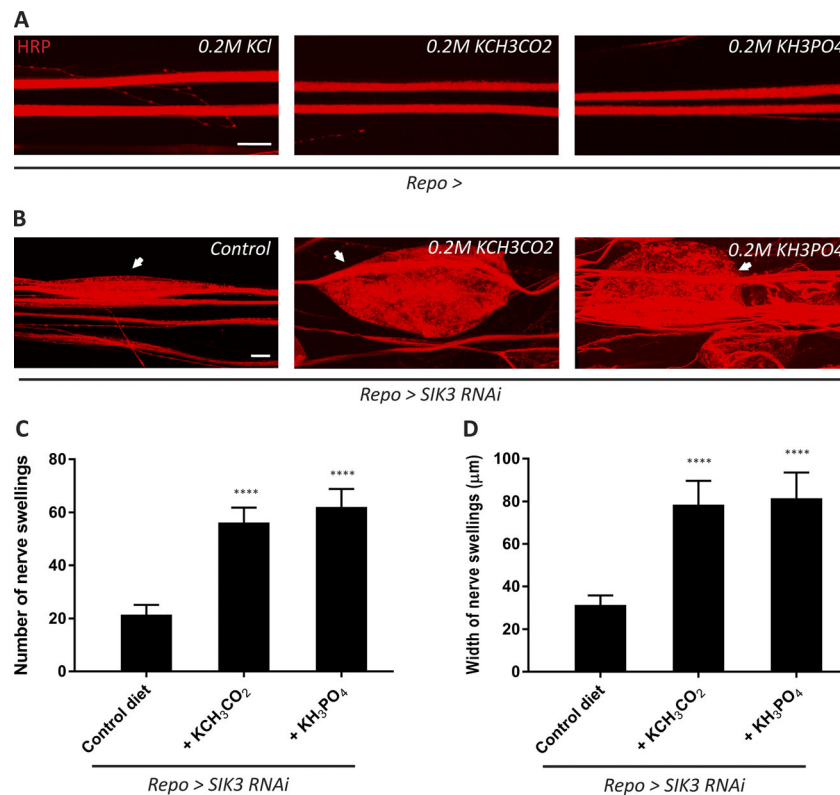 A
HRP
0.2M KCl
0.2M KCH3CO2
0.2M KH3PO4
Repo >
B
Control
0.2M KCH3CO2
0.2M KH3PO4
Repo > SIK3 RNAi
C
Number of nerve swellings
80
60
40
20
0
****
****
Control diet
+ KCH₃CO₂
+ KH₃PO₄
Repo > SIK3 RNAi
D
Width of nerve swellings (μm)
100
80
60
40
20
0
****
****
Control diet
+ KCH₃CO₂
+ KH₃PO₄
Repo > SIK3 RNAi